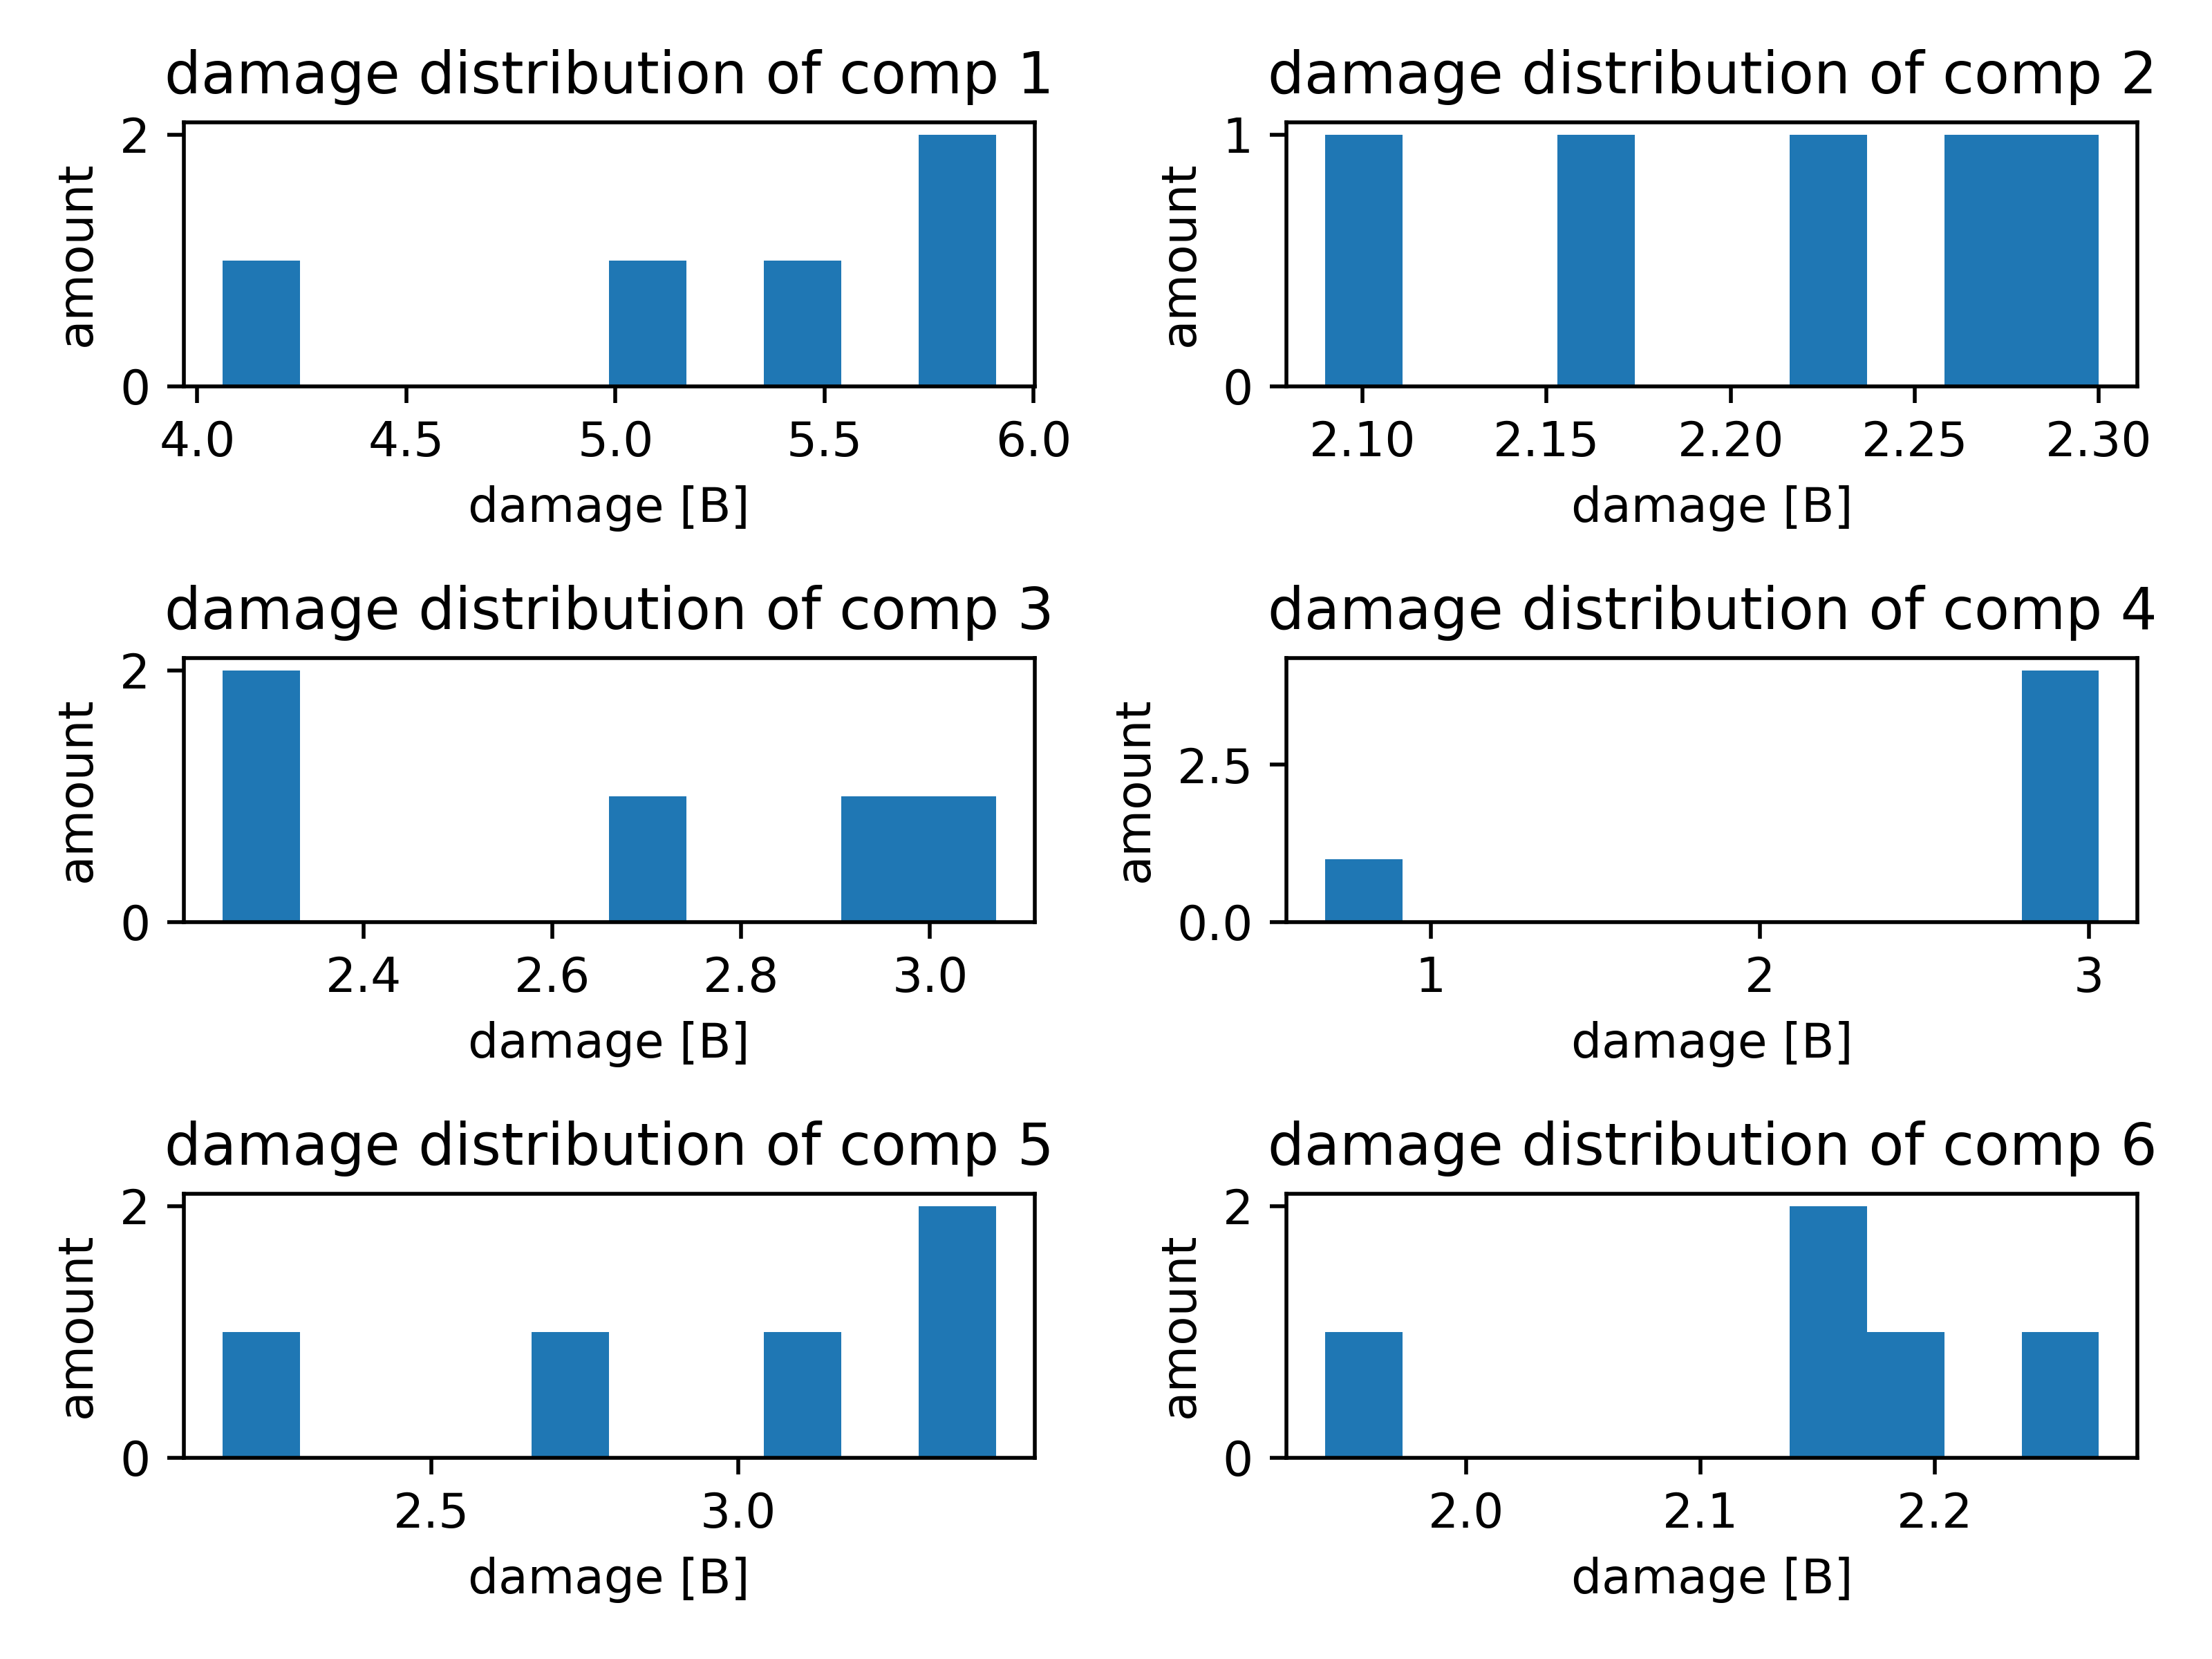 damage distribution of comp 1
amount
2
0
4.0 4.5 5.0 5.5 6.0
damage [B]
damage distribution of comp 2
amount
1
0
2.10 2.15 2.20 2.25 2.30
damage [B]
damage distribution of comp 3
amount
2
0
2.4 2.6 2.8 3.0
damage [B]
damage distribution of comp 4
amount
2.5
0.0
1 2 3
damage [B]
damage distribution of comp 5
amount
2
0
2.5 3.0
damage [B]
damage distribution of comp 6
amount
2
0
2.0 2.1 2.2
damage [B]